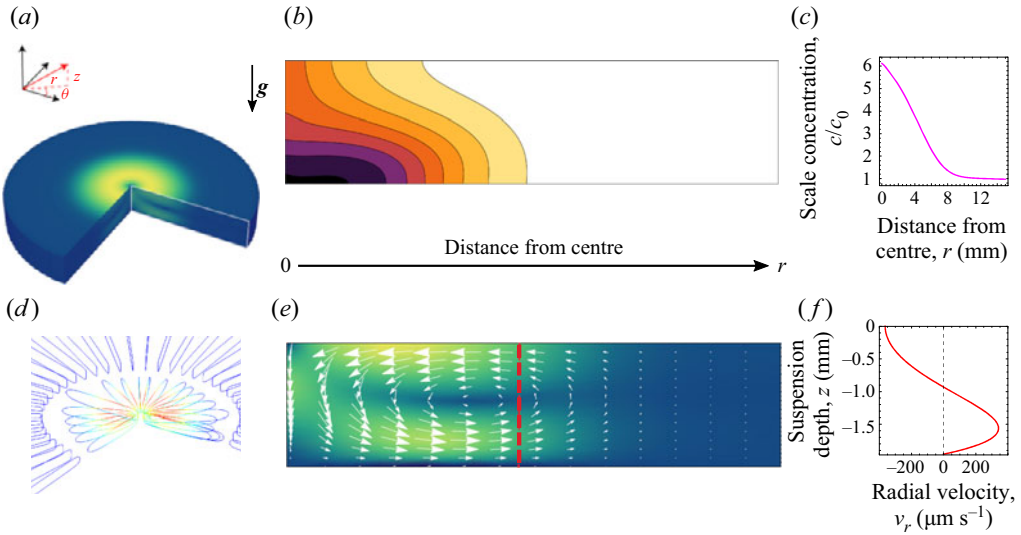 (a)
r
z
θ
(b)
g
(c)
Scale concentration,
c/c0
6
5
4
3
2
1
0
4
8
12
Distance from
centre, r (mm)
Distance from centre
0
r
(d)
(e)
(f)
Suspension
depth, z (mm)
0
−0.5
−1.0
−1.5
−200
0
200
Radial velocity,
vr (μm s−1)